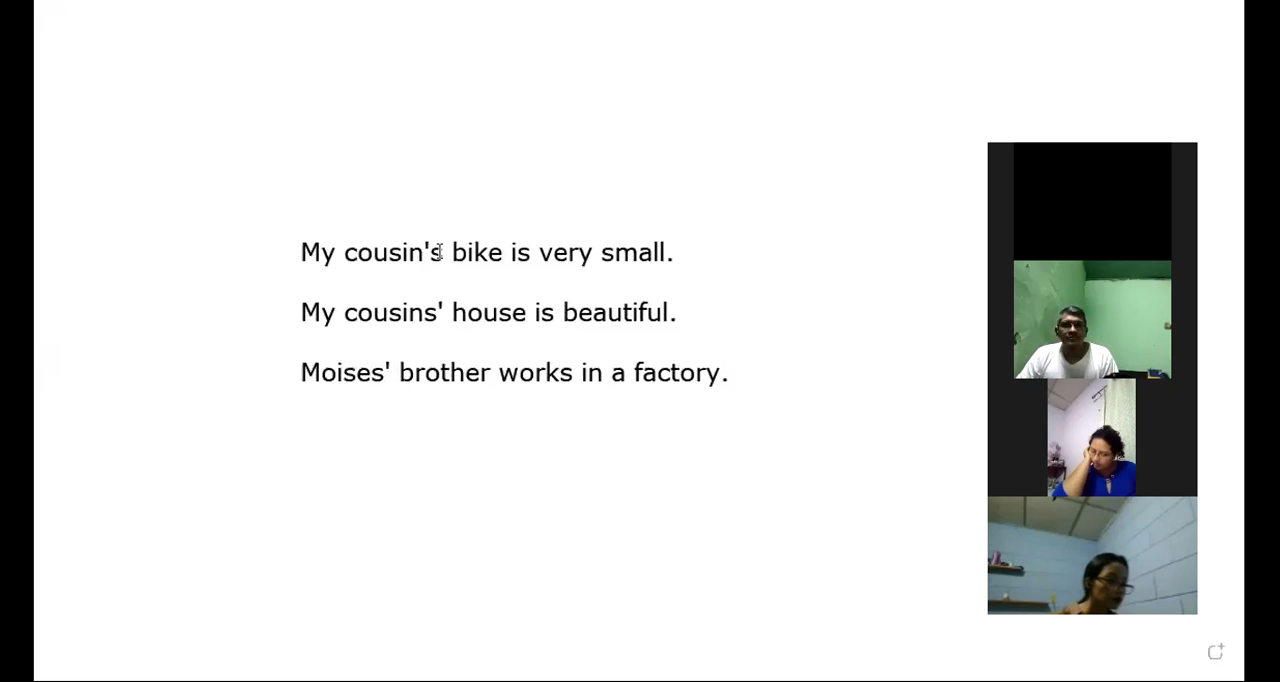 My cousin's bike is very small.
My cousins' house is beautiful.
Moises' brother works in a factory.